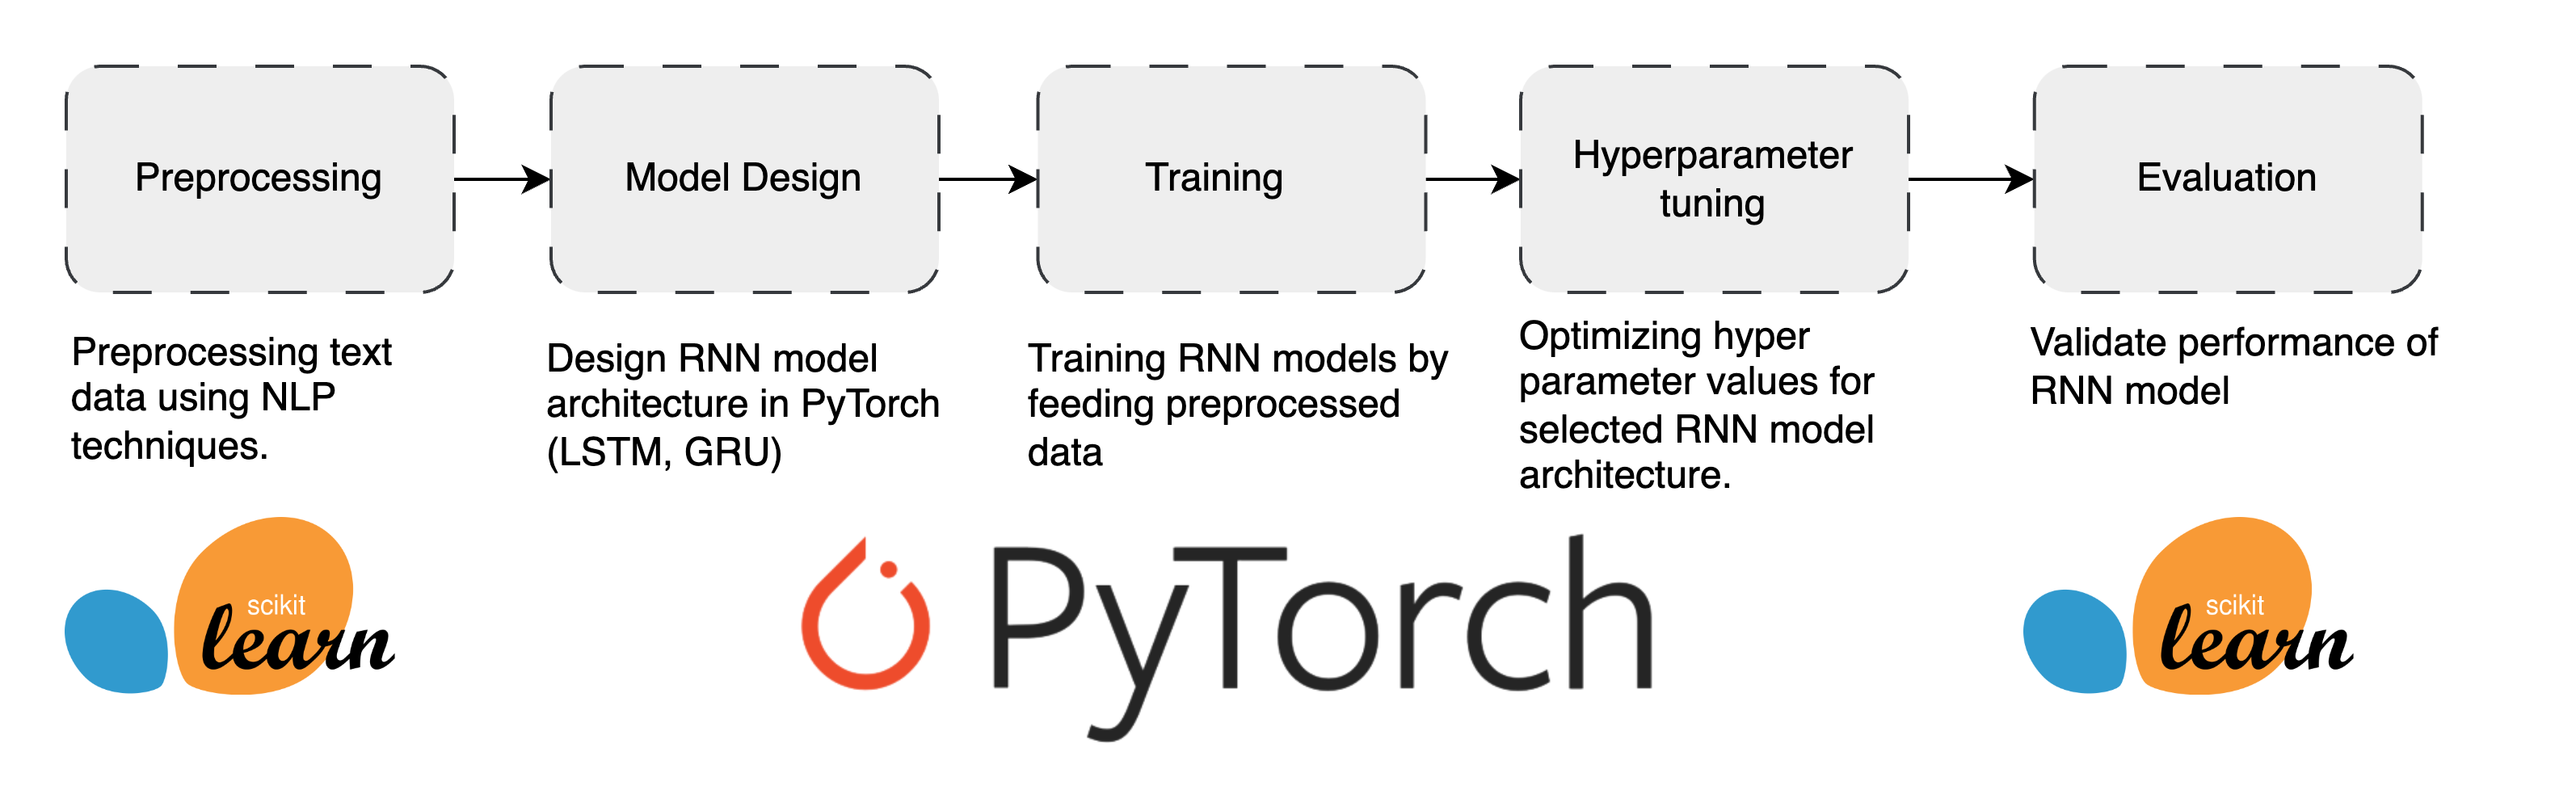 Preprocessing
Model Design
Training
Hyperparameter
tuning
Evaluation
Preprocessing text
data using NLP
techniques.
Design RNN model
architecture in PyTorch
(LSTM, GRU)
Training RNN models by
feeding preprocessed
data
Optimizing hyper
parameter values for
selected RNN model
architecture.
Validate performance of
RNN model
scikit
learn
PyTorch
scikit
learn